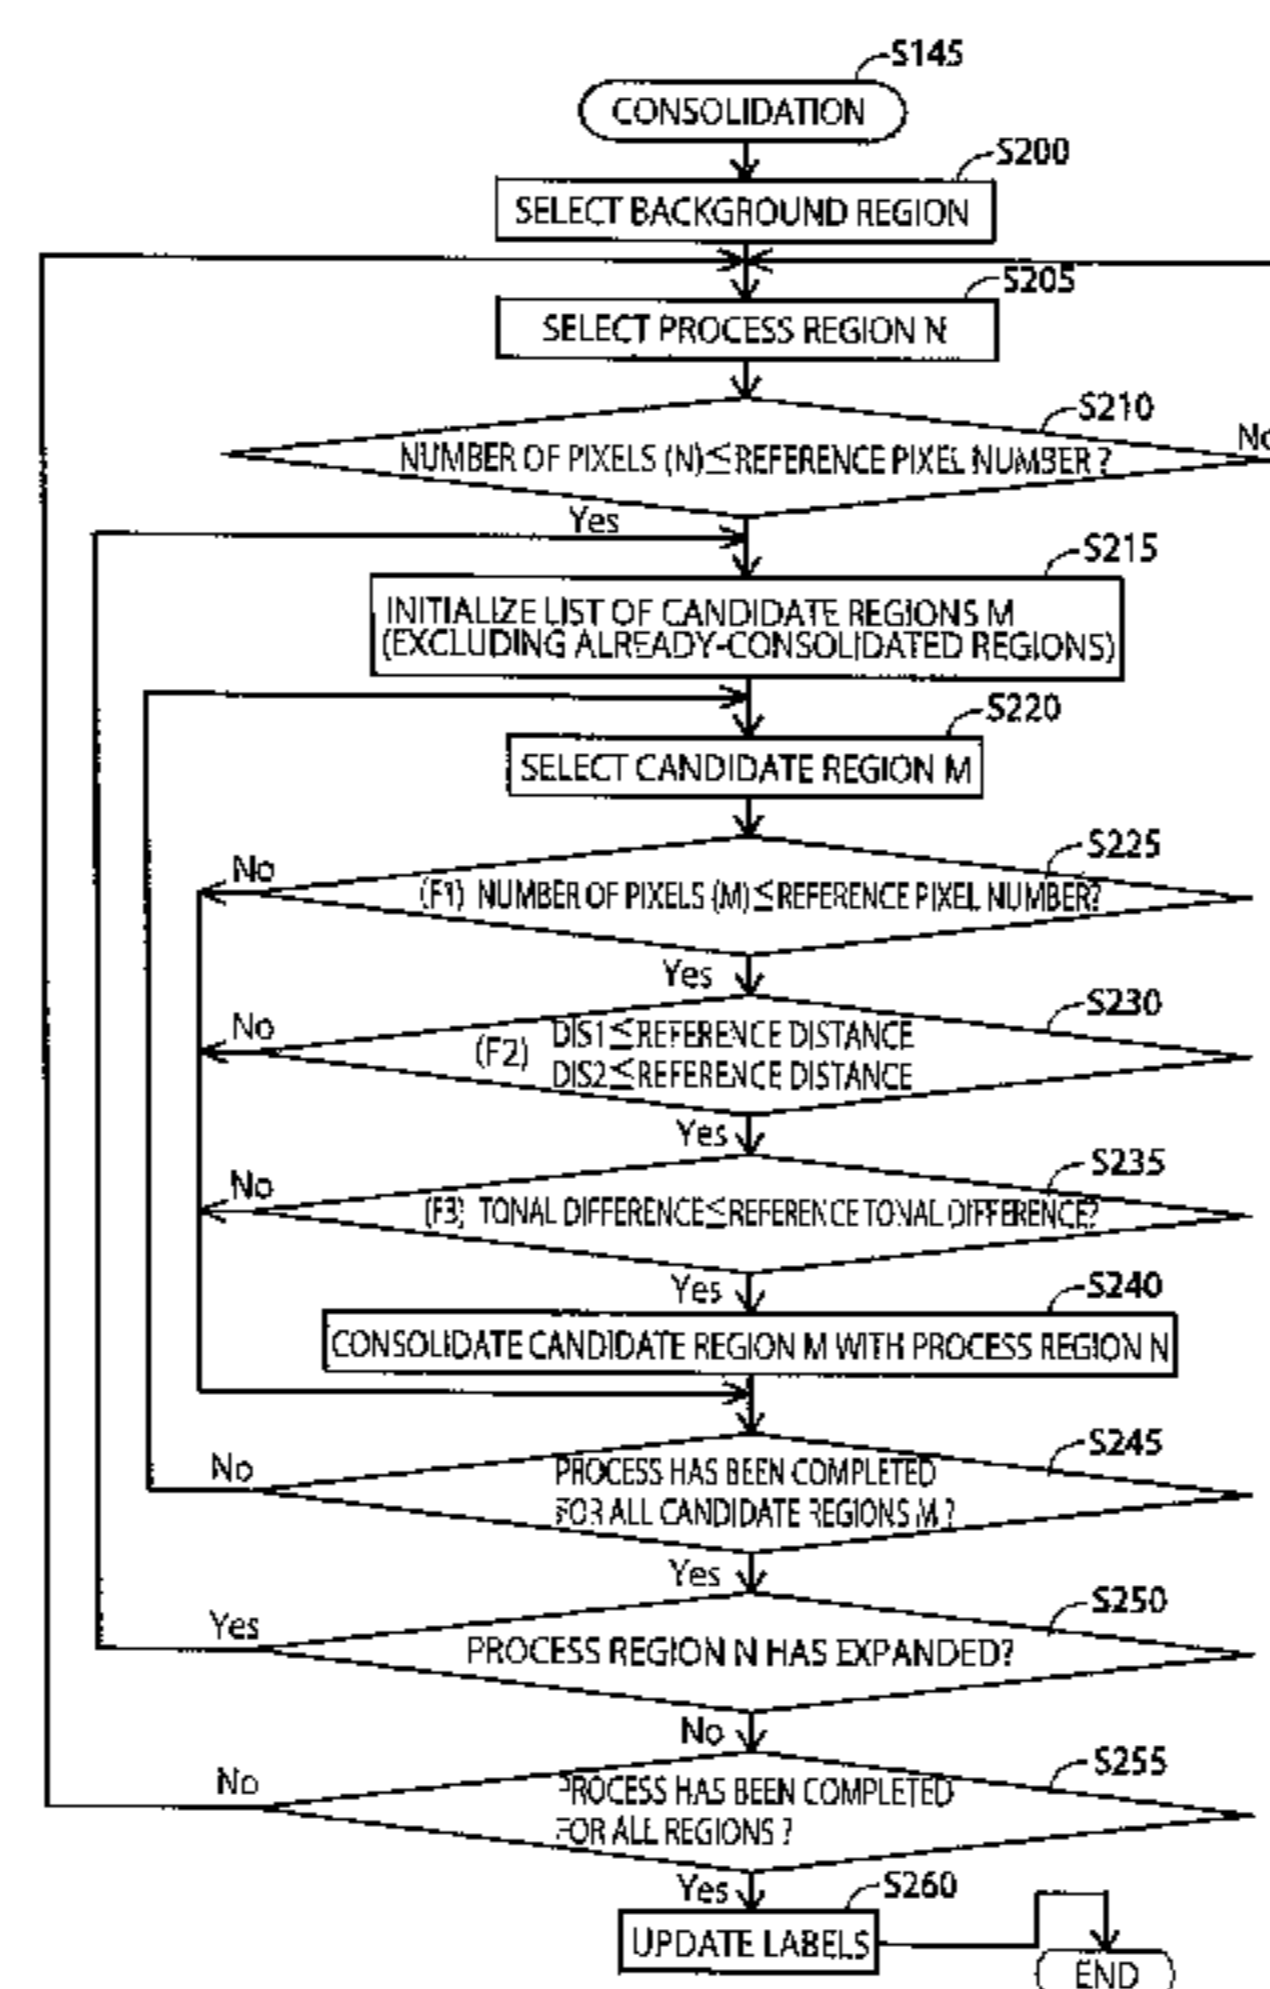 S145
CONSOLIDATION
S200
SELECT BACKGROUND REGION
S205
SELECT PROCESS REGION N
S210
NUMBER OF PIXELS (N)≦REFERENCE PIXEL NUMBER ?
No
Yes
S215
INITIALIZE LIST OF CANDIDATE REGIONS M
(EXCLUDING ALREADY-CONSOLIDATED REGIONS)
S220
SELECT CANDIDATE REGION M
S225
No
(F1) NUMBER OF PIXELS (M)≦REFERENCE PIXEL NUMBER?
Yes
S230
No
(F2)
DIS1≦REFERENCE DISTANCE
DIS2≦REFERENCE DISTANCE
Yes
S235
No
(F3) TONAL DIFFERENCE≦REFERENCE TONAL DIFFERENCE?
Yes
S240
CONSOLIDATE CANDIDATE REGION M WITH PROCESS REGION N
S245
No
PROCESS HAS BEEN COMPLETED
FOR ALL CANDIDATE REGIONS M ?
Yes
S250
Yes
PROCESS REGION N HAS EXPANDED?
No
S255
No
PROCESS HAS BEEN COMPLETED
FOR ALL REGIONS ?
Yes
S260
UPDATE LABELS
END